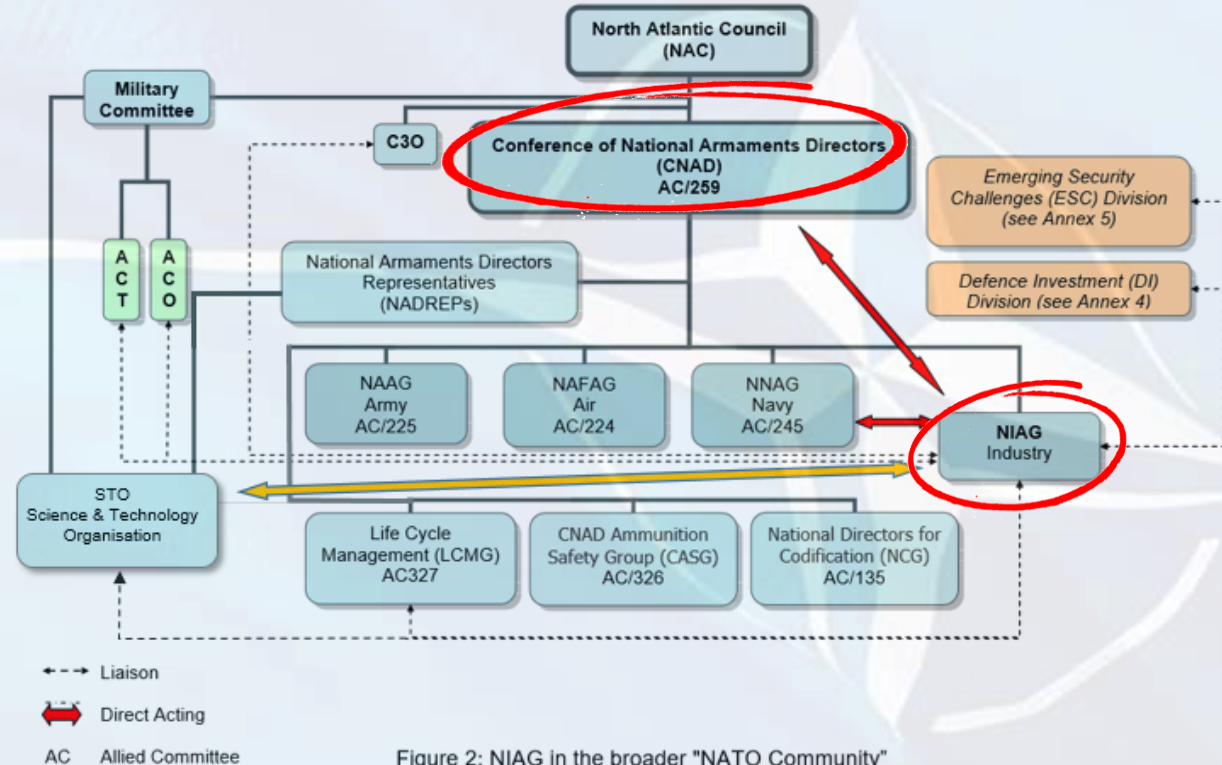 North Atlantic Council
(NAC)
Military
Committee
C3O
Conference of National Armaments Directors
(CNAD)
AC/259
Emerging Security
Challenges (ESC) Division
(see Annex 5)
A
C
T
A
C
O
National Armaments Directors
Representatives
(NADREPs)
Defence Investment (DI)
Division (see Annex 4)
NAAG
Army
AC/225
NAFAG
Air
AC/224
NNAG
Navy
AC/245
NIAG
Industry
STO
Science & Technology
Organisation
Life Cycle
Management (LCMG)
AC327
CNAD Ammunition
Safety Group (CASG)
AC/326
National Directors for
Codification (NCG)
AC/135
Liaison
Direct Acting
AC Allied Committee
Figure 2: NIAG in the broader "NATO Community"